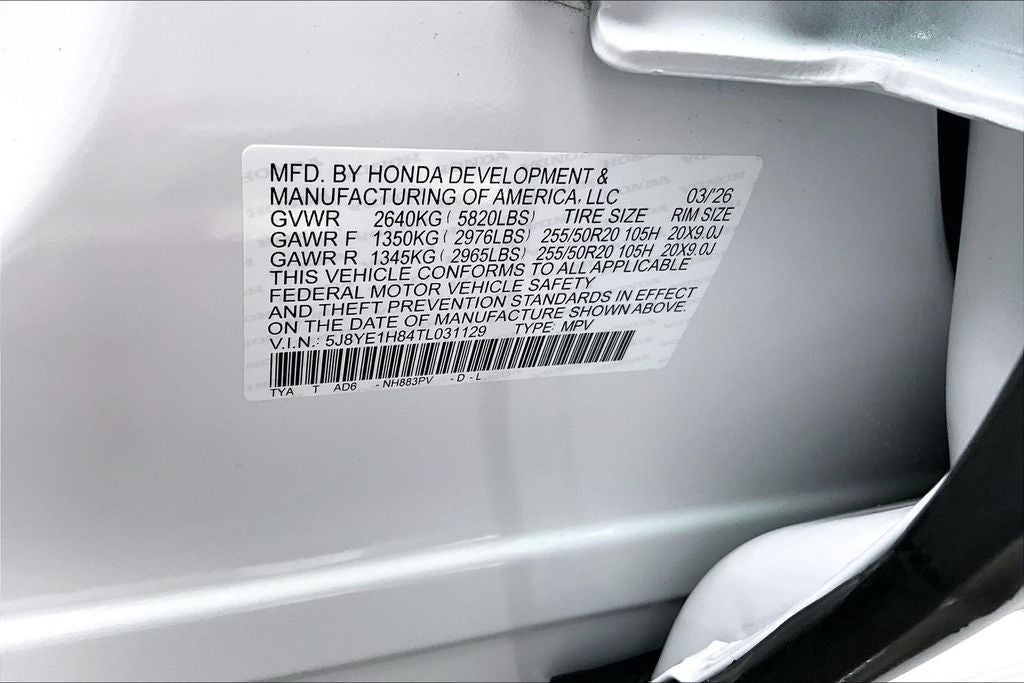 MFD. BY HONDA DEVELOPMENT &
MANUFACTURING OF AMERICA, LLC 03/'26
GVWR 2640KG ( 5820LBS) TIRE SIZE RIM SIZE
GAWR F 1350KG ( 2976LBS) 255/50R20 105H 20X9.0J
GAWR R 1345KG ( 2965LBS) 255/50R20 105H 20X9.0J
THIS VEHICLE CONFORMS TO ALL APPLICABLE
FEDERAL MOTOR VEHICLE SAFETY
AND THEFT PREVENTION STANDARDS IN EFFECT
ON THE DATE OF MANUFACTURE SHOWN ABOVE.
V.I.N.: 5J8YE1H84TL031129 TYPE: MPV
TYA T AD6 - NH883PV - D - L